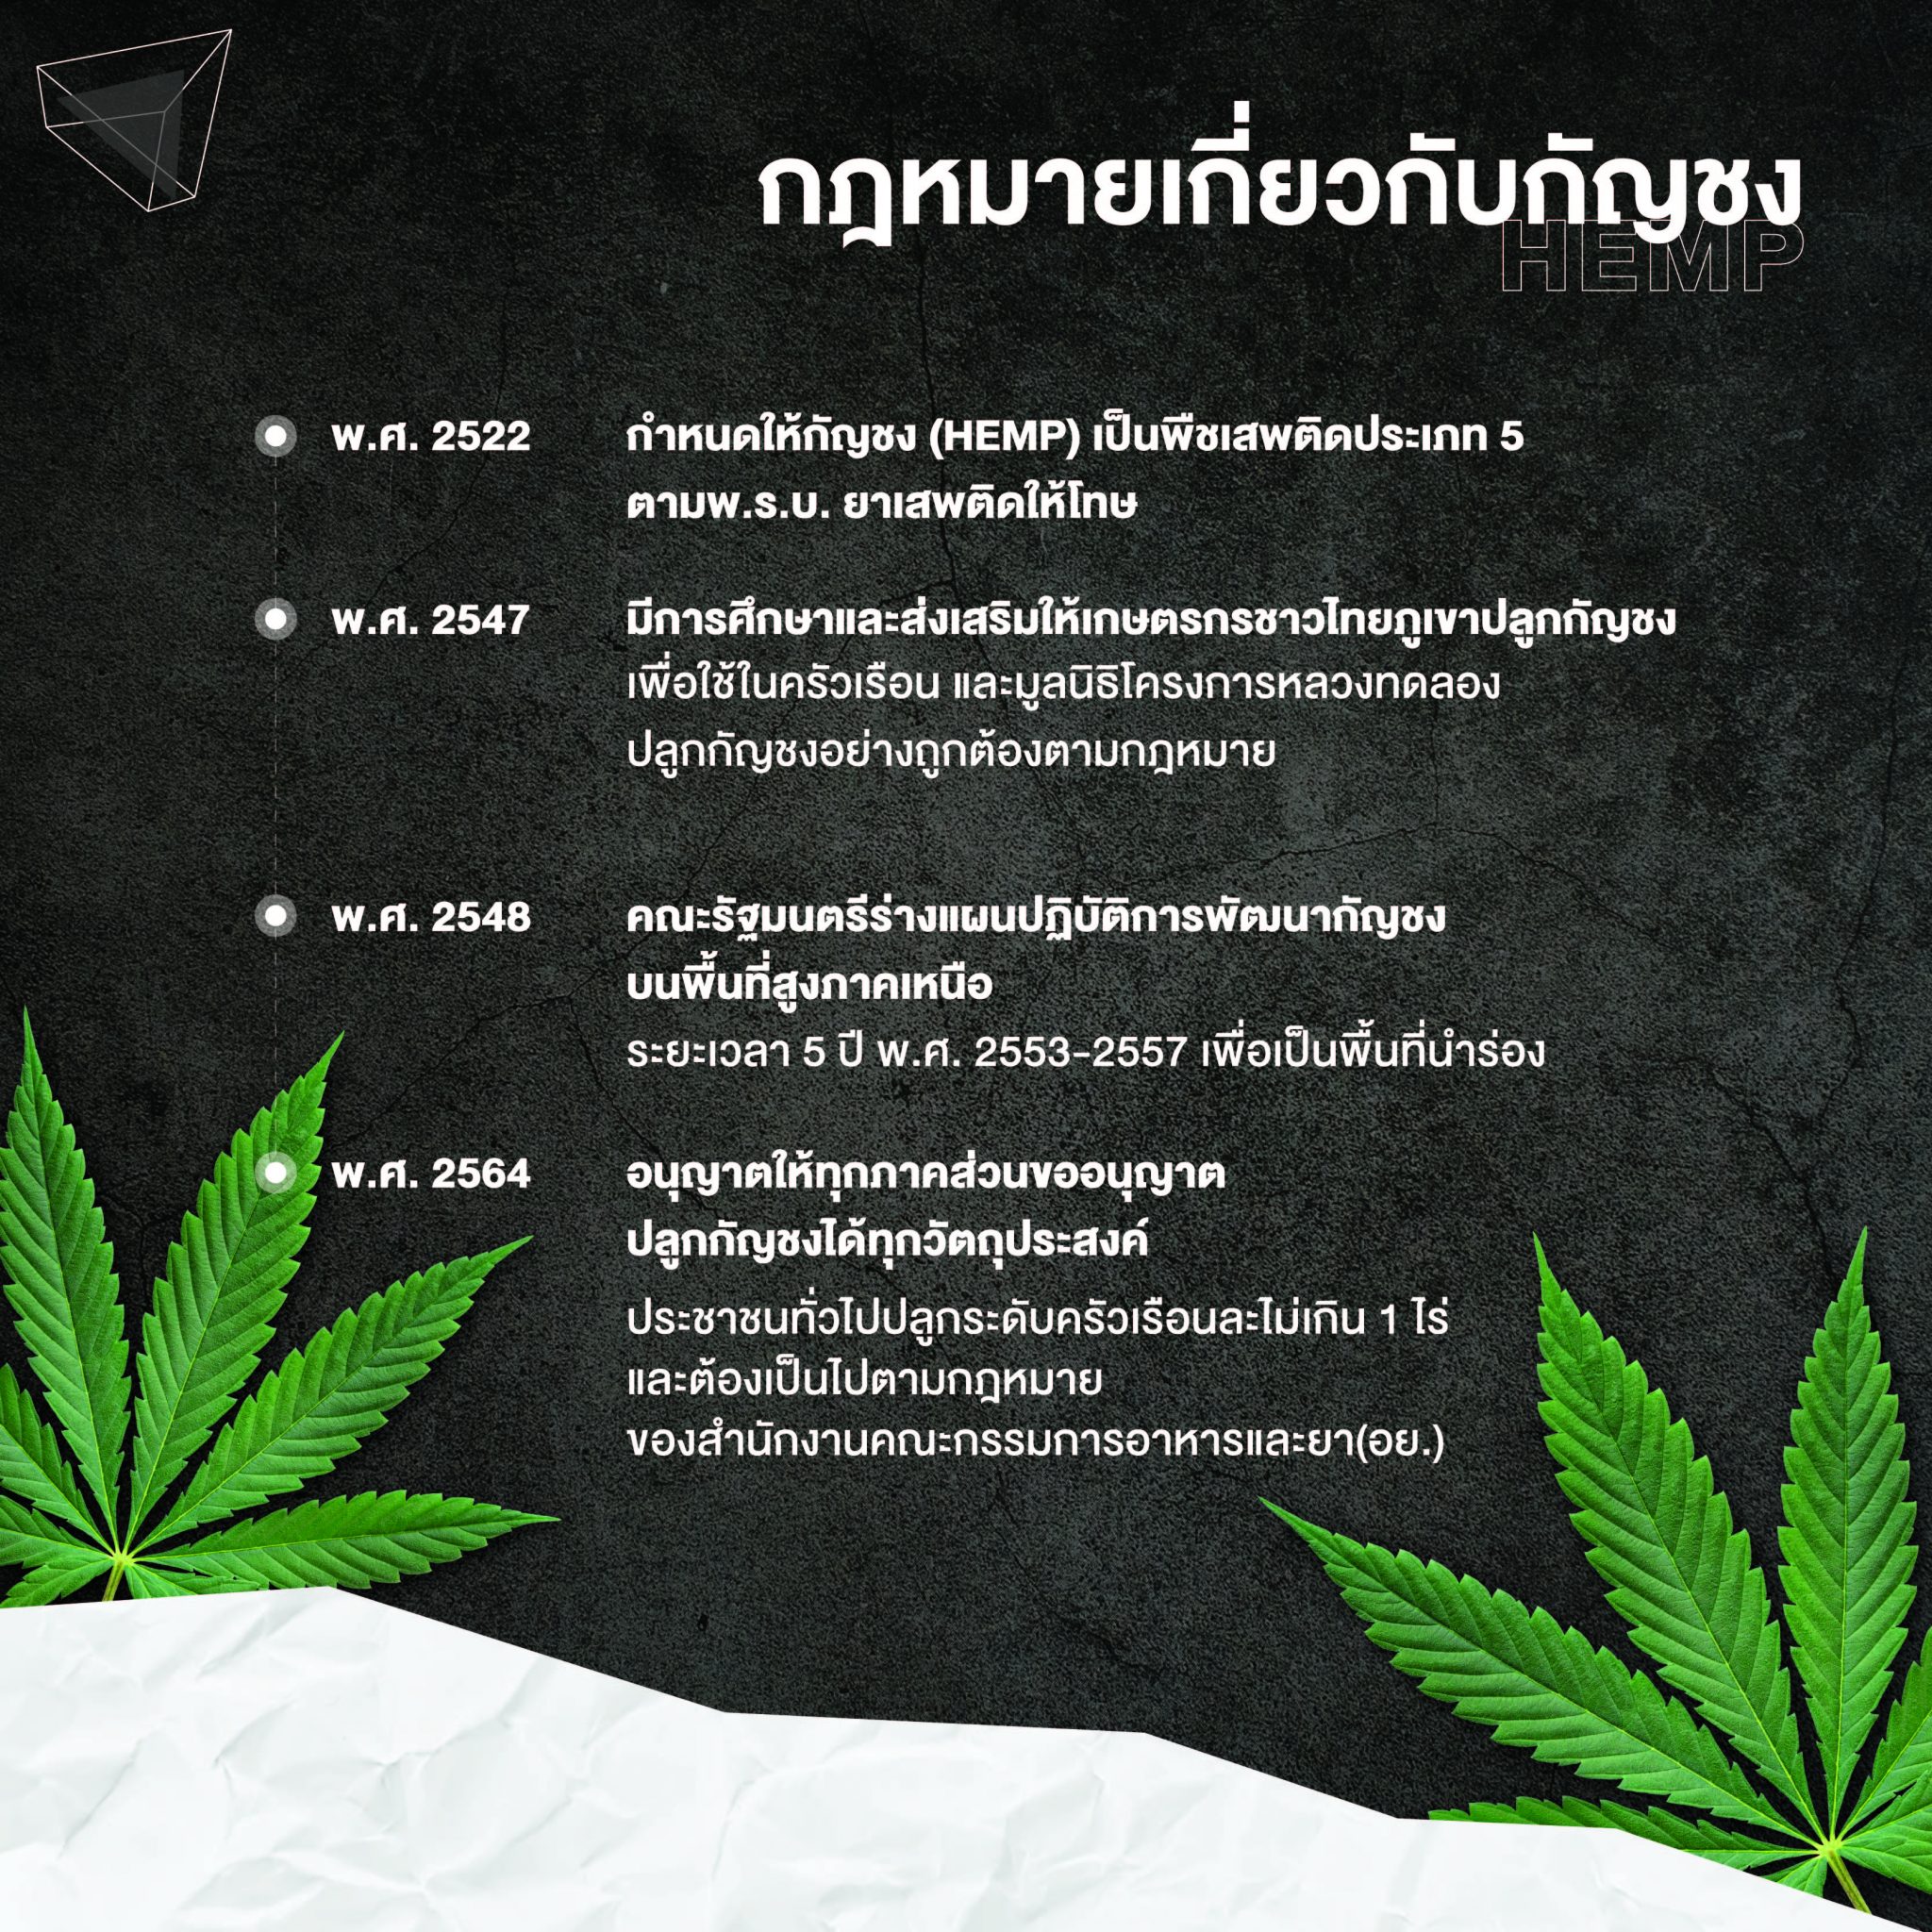 กฎหมายเกี่ยวกับกัญชง
HEMP
พ.ศ. 2522
กำหนดให้กัญชง (HEMP) เป็นพืชเสพติดประเภท 5
ตามพ.ร.บ. ยาเสพติดให้โทษ
พ.ศ. 2547
มีการศึกษาและส่งเสริมให้เกษตรกรชาวไทยภูเขาปลูกกัญชง
เพื่อใช้ในครัวเรือน และมูลนิธิโครงการหลวงทดลอง
ปลูกกัญชงอย่างถูกต้องตามกฎหมาย
พ.ศ. 2548
คณะรัฐมนตรีร่างแผนปฏิบัติการพัฒนากัญชง
บนพื้นที่สูงภาคเหนือ
ระยะเวลา 5 ปี พ.ศ. 2553-2557 เพื่อเป็นพื้นที่นำร่อง
พ.ศ. 2564
อนุญาตให้ทุกภาคส่วนขออนุญาต
ปลูกกัญชงได้ทุกวัตถุประสงค์
ประชาชนทั่วไปปลูกระดับครัวเรือนละไม่เกิน 1 ไร่
และต้องเป็นไปตามกฎหมาย
ของสำนักงานคณะกรรมการอาหารและยา(อย.)